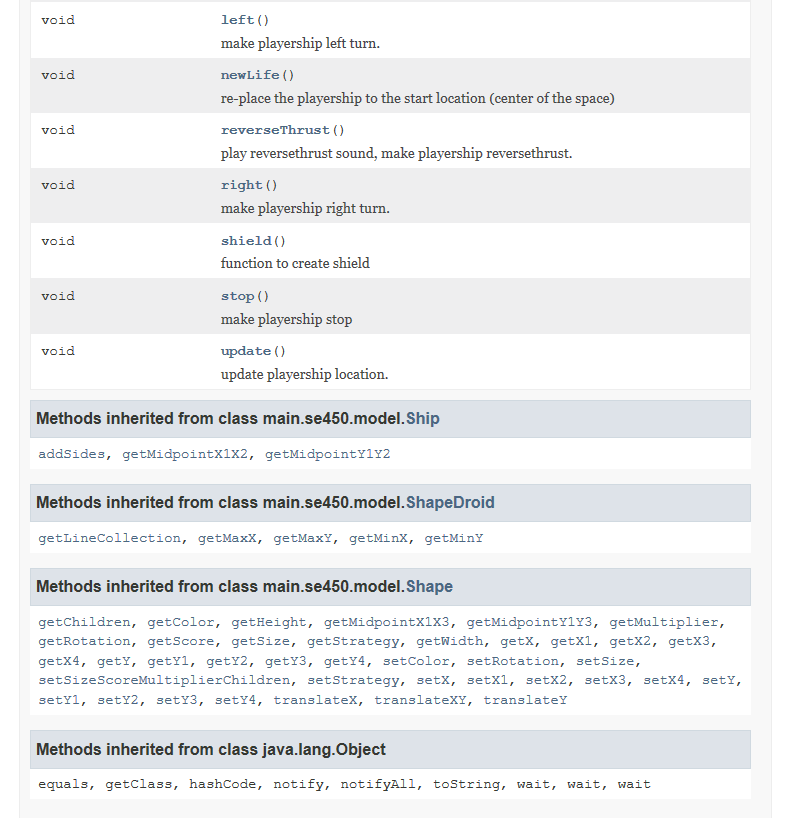 void left()
make playership left turn.
void newLife()
re-place the playership to the start location (center of the space)
void reverseThrust()
play reversethrust sound, make playership reversethrust.
void right()
make playership right turn.
void shield()
function to create shield
void stop()
make playership stop
void update()
update playership location.
Methods inherited from class main.se450.model.Ship
addSides, getMidpointX1X2, getMidpointY1Y2
Methods inherited from class main.se450.model.ShapeDroid
getLineCollection, getMaxX, getMaxY, getMinX, getMinY
Methods inherited from class main.se450.model.Shape
getChildren, getColor, getHeight, getMidpointX1X3, getMidpointY1Y3, getMultiplier,
getRotation, getScore, getSize, getStrategy, getWidth, getX, getX1, getX2, getX3,
getX4, getY, getY1, getY2, getY3, getY4, setColor, setRotation, setSize,
setSizeScoreMultiplierChildren, setStrategy, setX, setX1, setX2, setX3, setX4, setY,
setY1, setY2, setY3, setY4, translateX, translateXY, translateY
Methods inherited from class java.lang.Object
equals, getClass, hashCode, notify, notifyAll, toString, wait, wait, wait